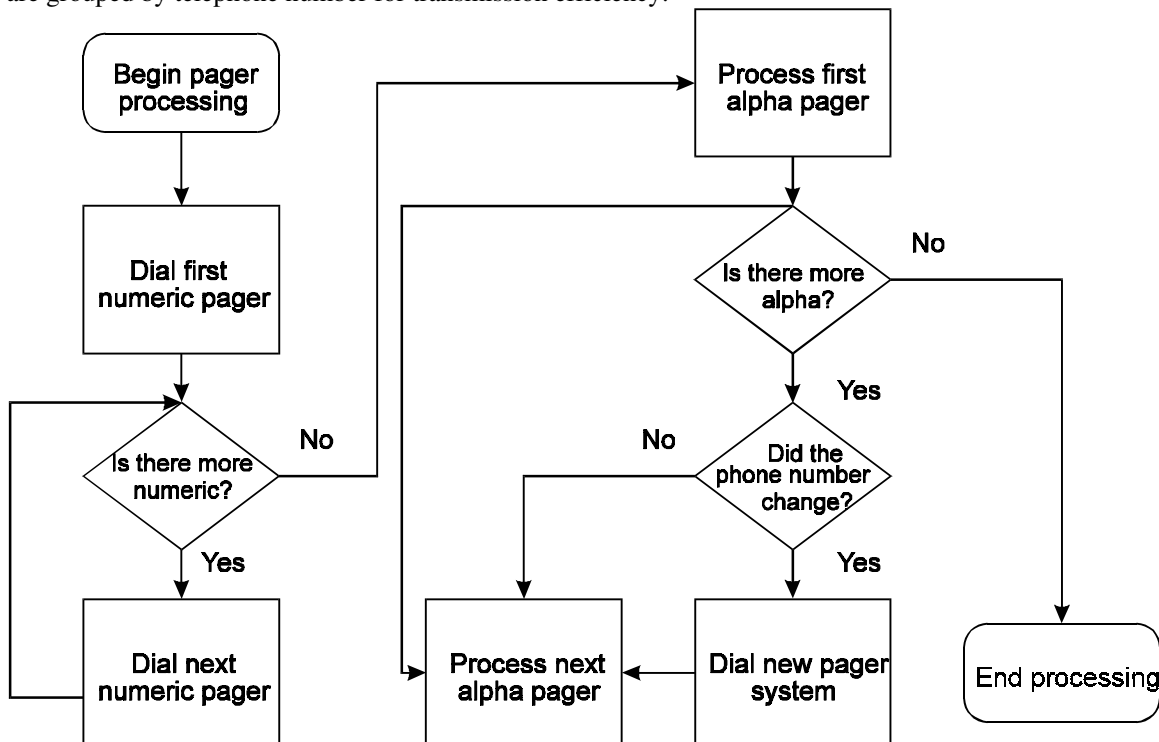 are grouped by telephone number for transmission efficiency.
Begin pager
processing
Dial first
numeric pager
Is there more
numeric?
No
Yes
Dial next
numeric pager
Process first
alpha pager
Is there more
alpha?
No
Yes
Did the
phone number
change?
No
Yes
Process next
alpha pager
Dial new pager
system
End processing